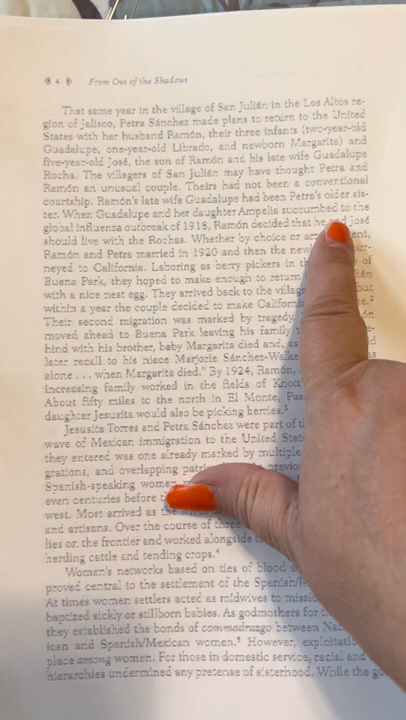 4 From Out of the Shadows
That same year in the village of San Julián in the Los Altos re-
gion of Jalisco, Petra Sánchez made plans to return to the United
States with her husband Ramón, their three infants (two-year-old
Guadalupe, one-year-old Librado, and newborn Margarita) and
five-year-old José, the son of Ramón and his late wife Guadalupe
Rocha. The villagers of San Julián may have thought Petra and
Ramón an unusual couple. Theirs had not been a conventional
courtship. Ramón's late wife Guadalupe had been Petra's older sis-
ter. When Guadalupe and her daughter Ampelia succumbed to the
global influenza outbreak of 1918, Ramón decided that he and José
should live with the Rochas. Whether by choice or
Ramón and Petra married in 1920 and then the
neyed to California. Laboring as berry pickers in of
Buena Park, they hoped to make enough to return
with a nice nest egg. They arrived back to the village but
within a year the couple decided to make
Their second migration was marked by tragedy.
moved ahead to Buena Park leaving his family
hind with his brother, baby Margarita died and, as
later recall to his niece Marjorie
alone . . . when Margarita died." By 1924, Ramón,
increasing family worked in the fields of
About fifty miles to the north in El Monte,
daughter Jesusita would also be picking berries.3
Jesusita Torres and Petra Sánchez were part of
wave of Mexican immigration to the United
they entered was one already marked by multiple
grations, and overlapping
Spanish-speaking
even centuries before
west. Most arrived as the
and artisans. Over the course of three
lies on the frontier and worked alongside
herding cattle and tending crops.4
Women's networks based on ties of blood
proved central to the settlement of the
At times women settlers acted as midwives to
baptized sickly or stillborn babies. As godmothers for
they established the bonds of commadrazgo between
ican and Spanish/Mexican women.5 However,
place among women. For those in domestic service, racial and
hierarchies undermined any pretense of sisterhood. While the